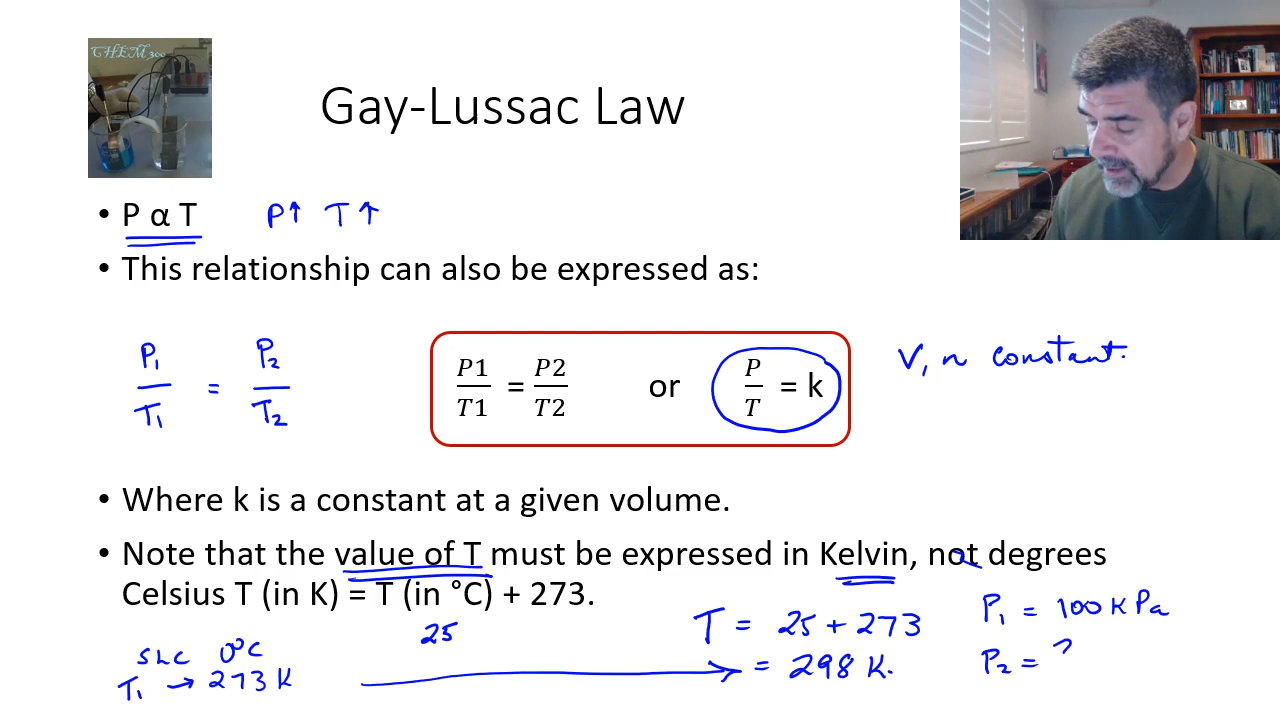 CHEM 300
Gay-Lussac Law
• P α T P↑ T↑
• This relationship can also be expressed as:
P₁/T₁ = P₂/T₂
P1/T1 = P2/T2 or P/T = k
V, n constant.
• Where k is a constant at a given volume.
• Note that the value of T must be expressed in Kelvin, not degrees
Celsius T (in K) = T (in °C) + 273.
25
SLC 0°C
T₁ → 273 K
T = 25 + 273
= 298 K.
P₁ = 100 K Pa
P₂ = ?